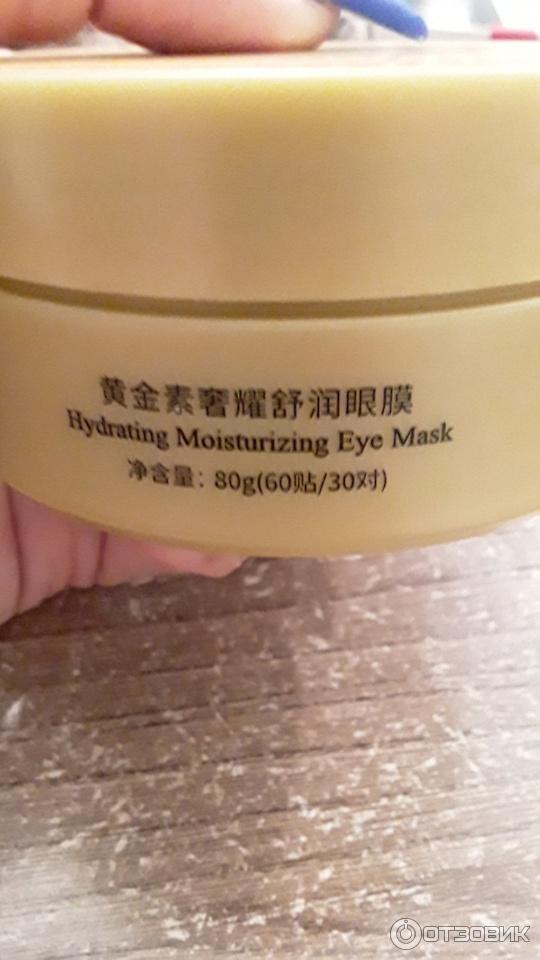 黄金素奢耀舒润眼膜
Hydrating Moisturizing Eye Mask
净含量：80g(60贴/30对)
ОТЗОВИК